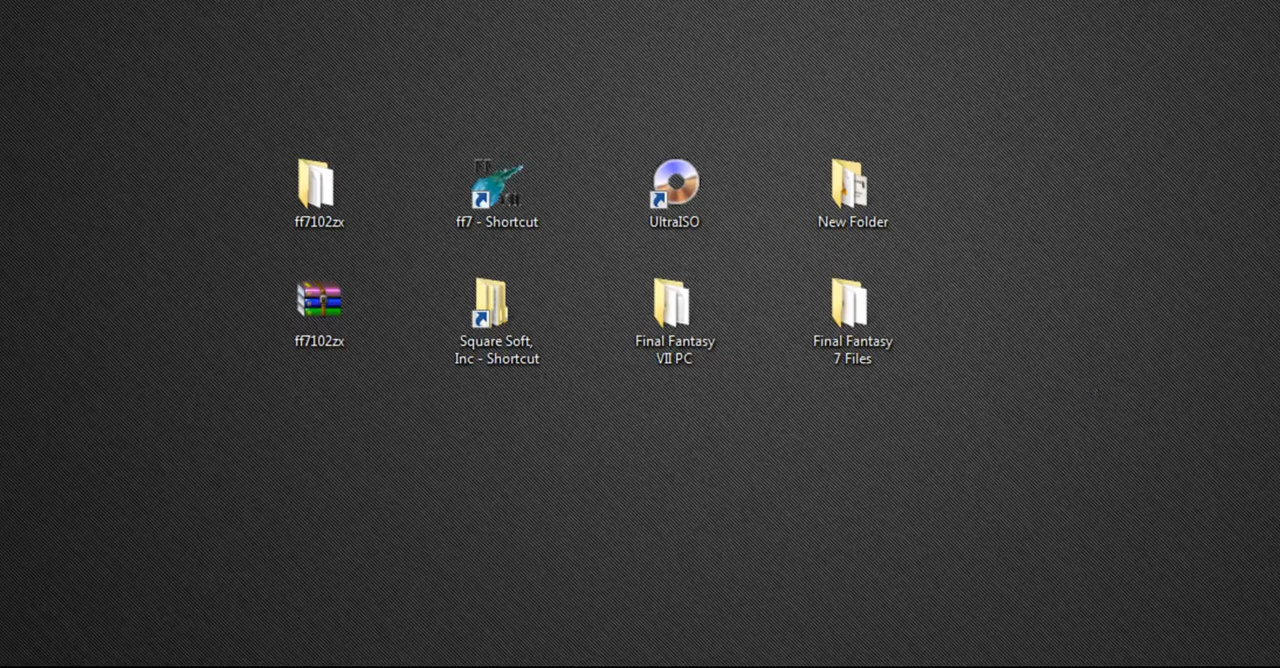 ff7102zx
ff7 - Shortcut
UltraISO
New Folder
ff7102zx
Square Soft,
Inc - Shortcut
Final Fantasy
VII PC
Final Fantasy
7 Files